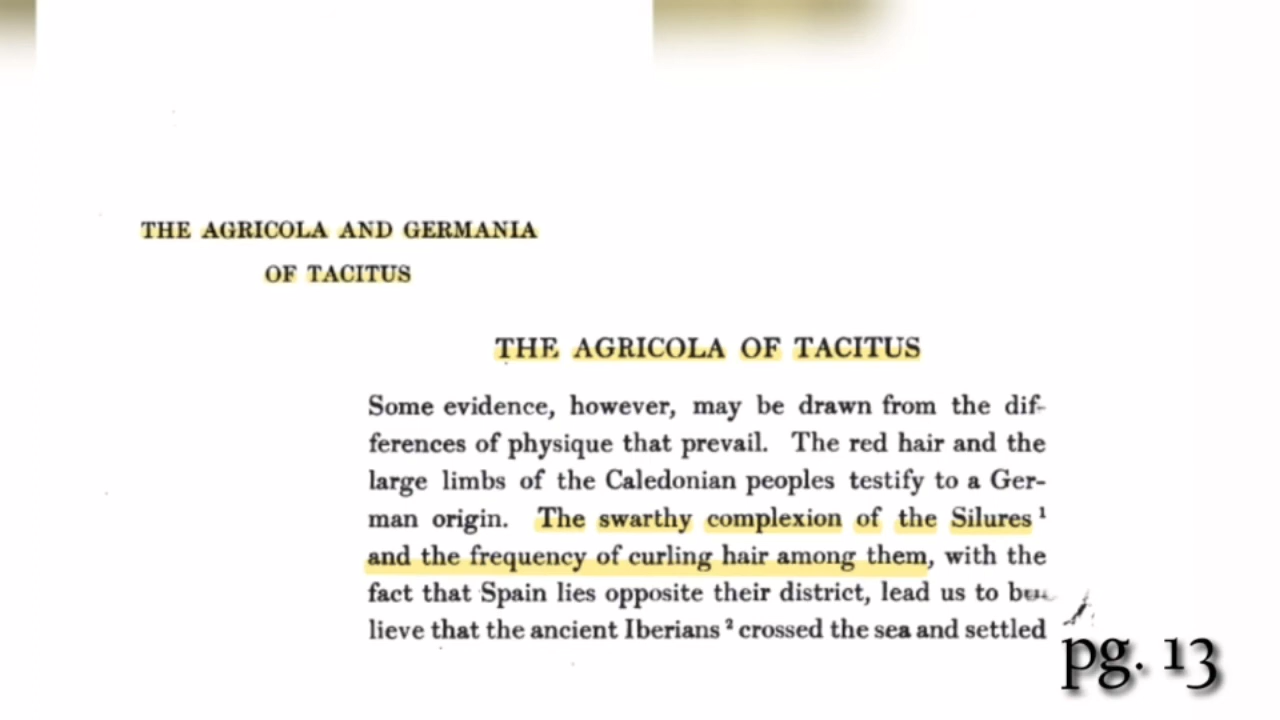 THE AGRICOLA AND GERMANIA
OF TACITUS
THE AGRICOLA OF TACITUS
Some evidence, however, may be drawn from the dif-
ferences of physique that prevail. The red hair and the
large limbs of the Caledonian peoples testify to a Ger-
man origin. The swarthy complexion of the Silures ¹
and the frequency of curling hair among them, with the
fact that Spain lies opposite their district, lead us to
lieve that the ancient Iberians ² crossed the sea and settled
pg. 13